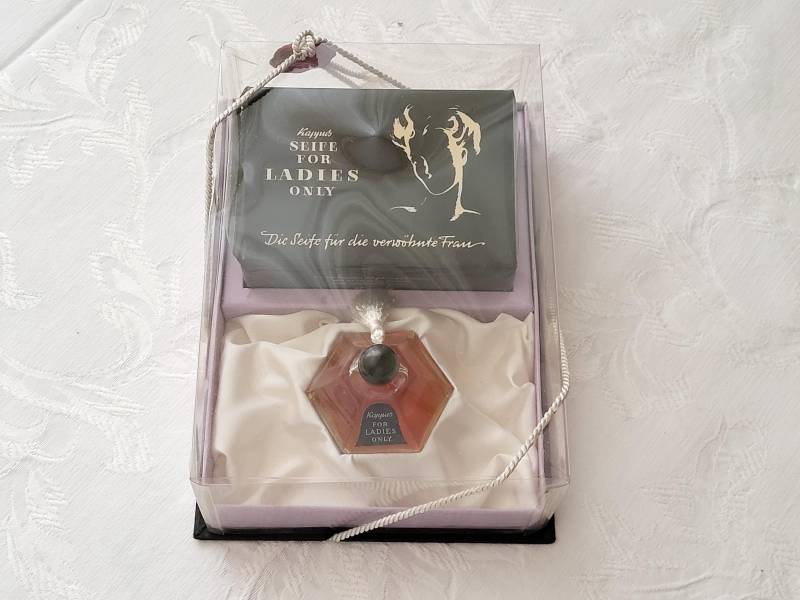 Kappus
SEIFE
FOR
LADIES
ONLY
Die Seife für die verwöhnte Frau
Kappus
FOR
LADIES
ONLY